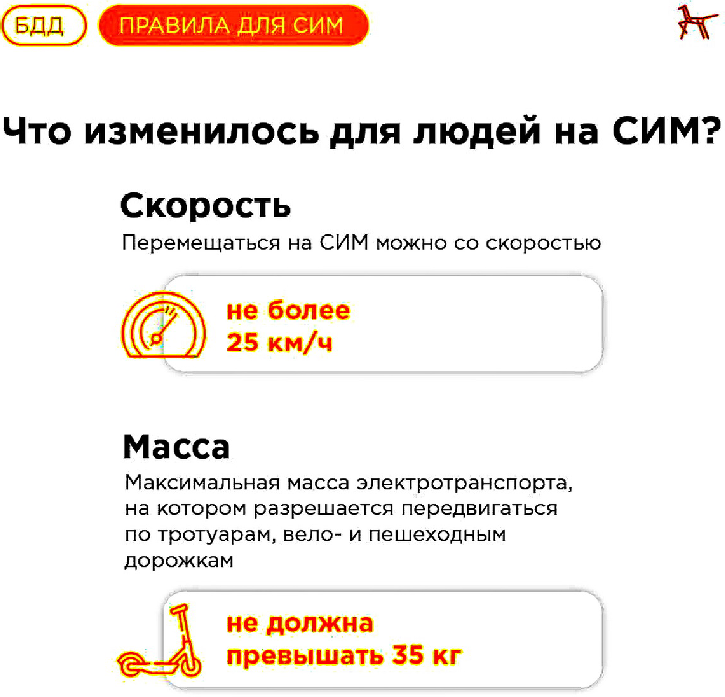 БДД
ПРАВИЛА ДЛЯ СИМ
Что изменилось для людей на СИМ?
Скорость
Перемещаться на СИМ можно со скоростью
не более
25 км/ч
Масса
Максимальная масса электротранспорта,
на котором разрешается передвигаться
по тротуарам, вело- и пешеходным
дорожкам
не должна
превышать 35 кг